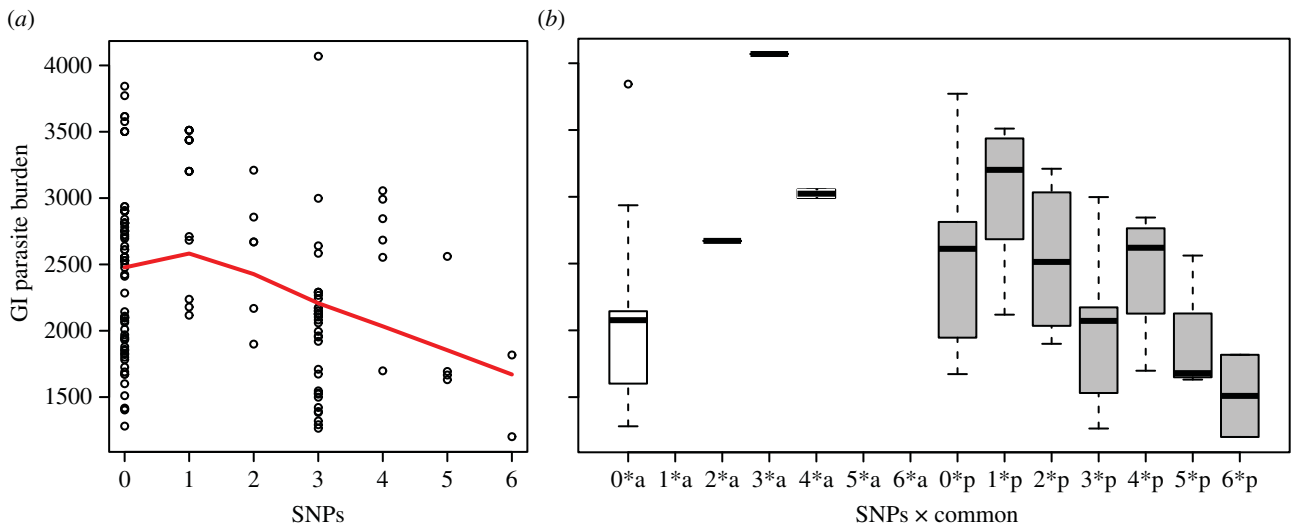 (a)
(b)
GI parasite burden
4000
3500
3000
2500
2000
1500
0 1 2 3 4 5 6
SNPs
0*a 1*a 2*a 3*a 4*a 5*a 6*a 0*p 1*p 2*p 3*p 4*p 5*p 6*p
SNPs × common